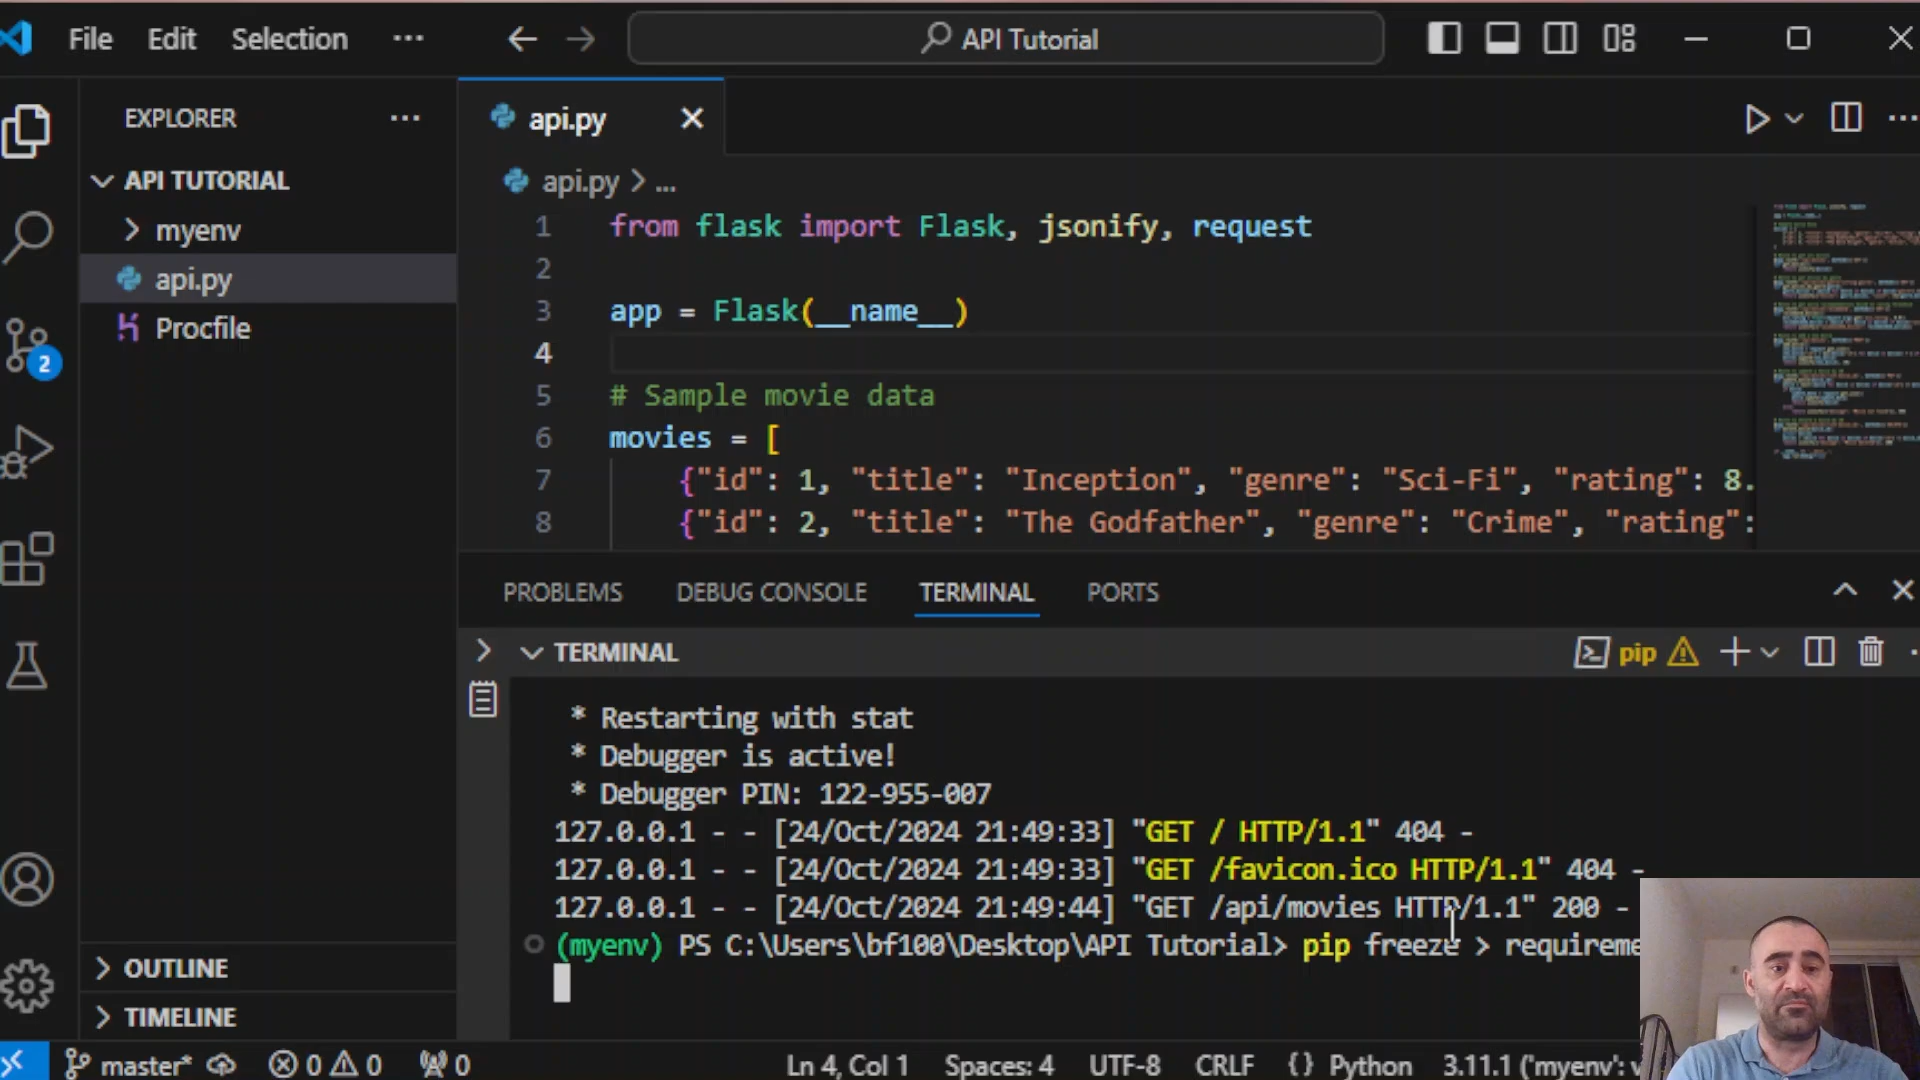 File Edit Selection ···
API Tutorial
EXPLORER ···
API TUTORIAL
myenv
api.py
Procfile
2
api.py
api.py > ...
1 from flask import Flask, jsonify, request
2
3 app = Flask(__name__)
4
5 # Sample movie data
6 movies = [
7 {"id": 1, "title": "Inception", "genre": "Sci-Fi", "rating": 8.
8 {"id": 2, "title": "The Godfather", "genre": "Crime", "rating":
PROBLEMS DEBUG CONSOLE TERMINAL PORTS
TERMINAL
pip
* Restarting with stat
* Debugger is active!
* Debugger PIN: 122-955-007
127.0.0.1 - - [24/Oct/2024 21:49:33] "GET / HTTP/1.1" 404 -
127.0.0.1 - - [24/Oct/2024 21:49:33] "GET /favicon.ico HTTP/1.1" 404 -
127.0.0.1 - - [24/Oct/2024 21:49:44] "GET /api/movies HTTP/1.1" 200 -
(myenv) PS C:\Users\bf100\Desktop\API Tutorial> pip freeze > requireme
OUTLINE
TIMELINE
master* 0 0 0 Ln 4, Col 1 Spaces: 4 UTF-8 CRLF {} Python 3.11.1 ('myenv': v